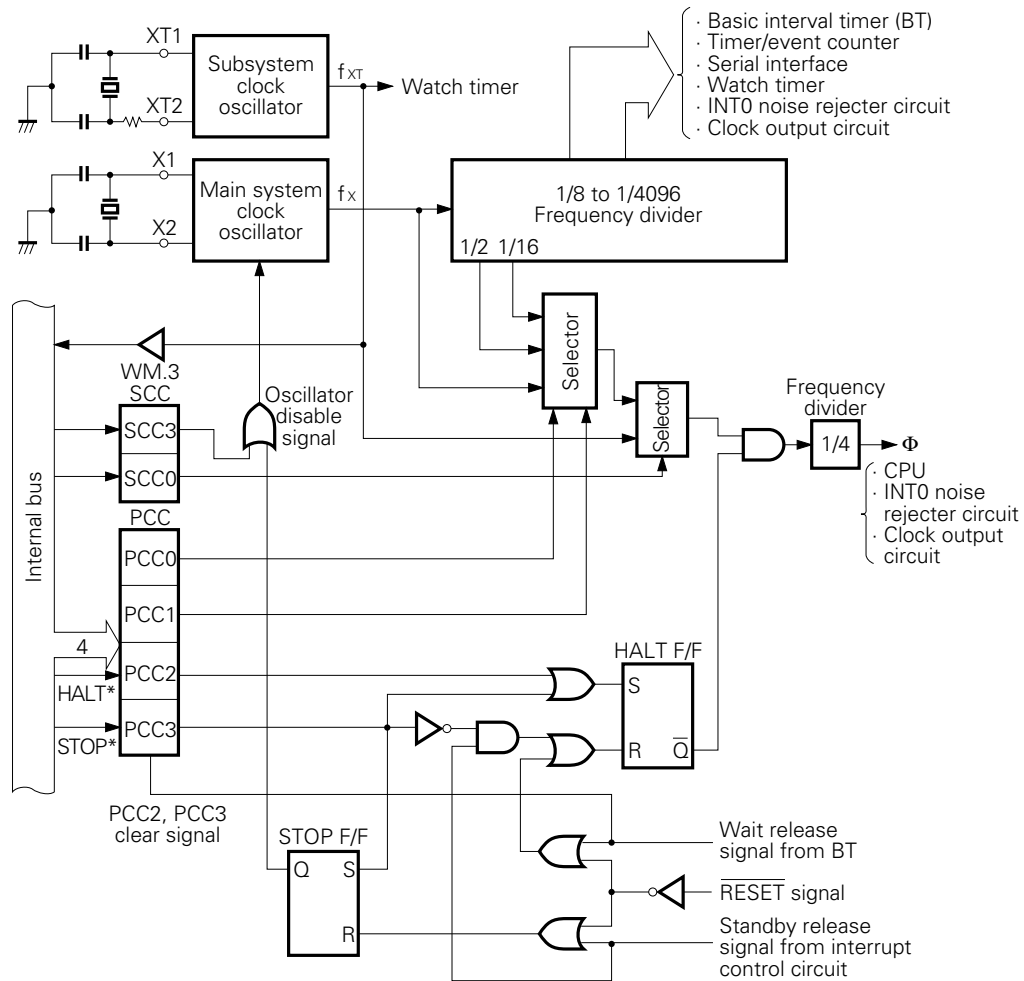 XT1
XT2
Subsystem
clock
oscillator
fXT
Watch timer
· Basic interval timer (BT)
· Timer/event counter
· Serial interface
· Watch timer
· INT0 noise rejecter circuit
· Clock output circuit
X1
X2
Main system
clock
oscillator
fX
1/8 to 1/4096
Frequency divider
1/2 1/16
Selector
Selector
Internal bus
WM.3
SCC
SCC3
SCC0
Oscillator
disable
signal
Frequency
divider
1/4
Φ
· CPU
· INT0 noise
rejecter circuit
· Clock output
circuit
PCC
PCC0
PCC1
PCC2
PCC3
4
HALT*
STOP*
HALT F/F
S
R
Q̅
PCC2, PCC3
clear signal
STOP F/F
Q
S
R
Wait release
signal from BT
R̅E̅S̅E̅T̅ signal
Standby release
signal from interrupt
control circuit